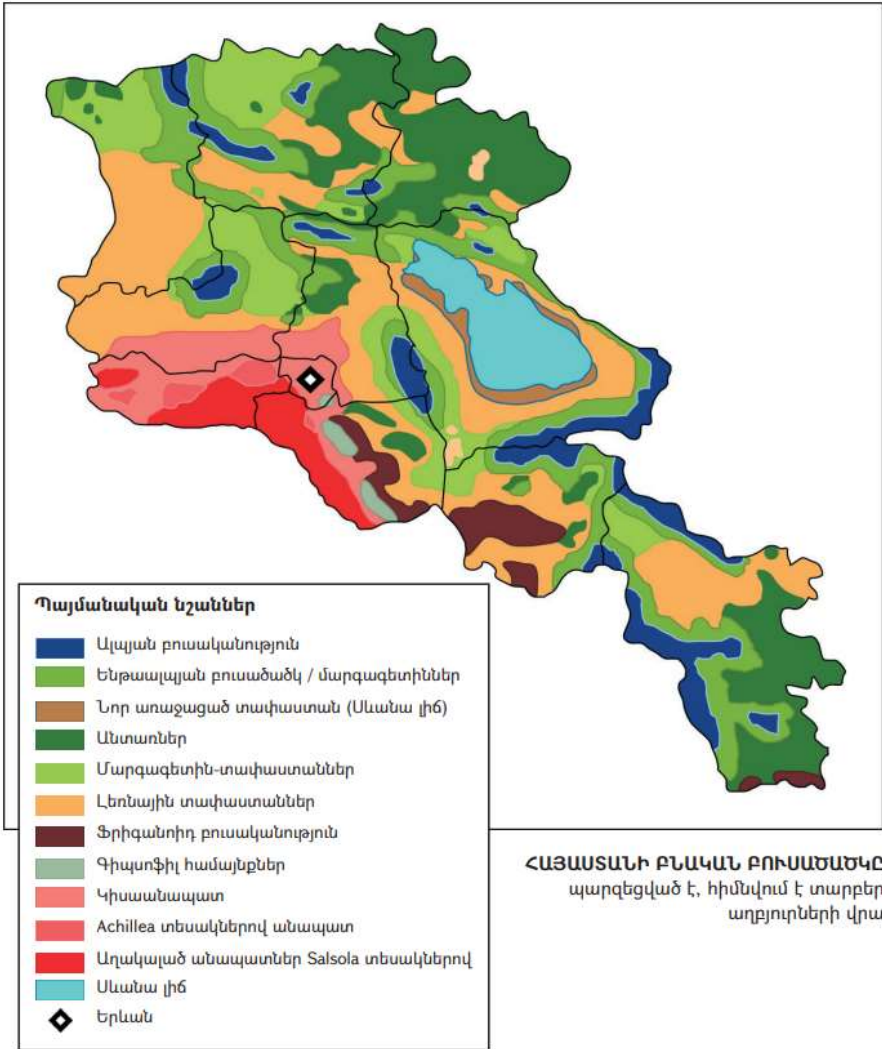 Պայմանական նշաններ
Ալպյան բուսականություն
Ենթաալպյան բուսածածկ / մարգագետիններ
Նոր առաջացած տափաստան (Սևանա լիճ)
Անտառներ
Մարգագետին-տափաստաններ
Լեռնային տափաստաններ
Ֆրիգանոիդ բուսականություն
Գիպսոֆիլ համայնքներ
Կիսաանապատ
Achillea տեսակներով անապատ
Աղակալած անապատներ Salsola տեսակներով
Սևանա լիճ
Երևան
ՀԱՅԱՍՏԱՆԻ ԲՆԱԿԱՆ ԲՈՒՍԱԾԱԾԿԸ
պարզեցված է, հիմնվում է տարբեր
աղբյուրների վրա